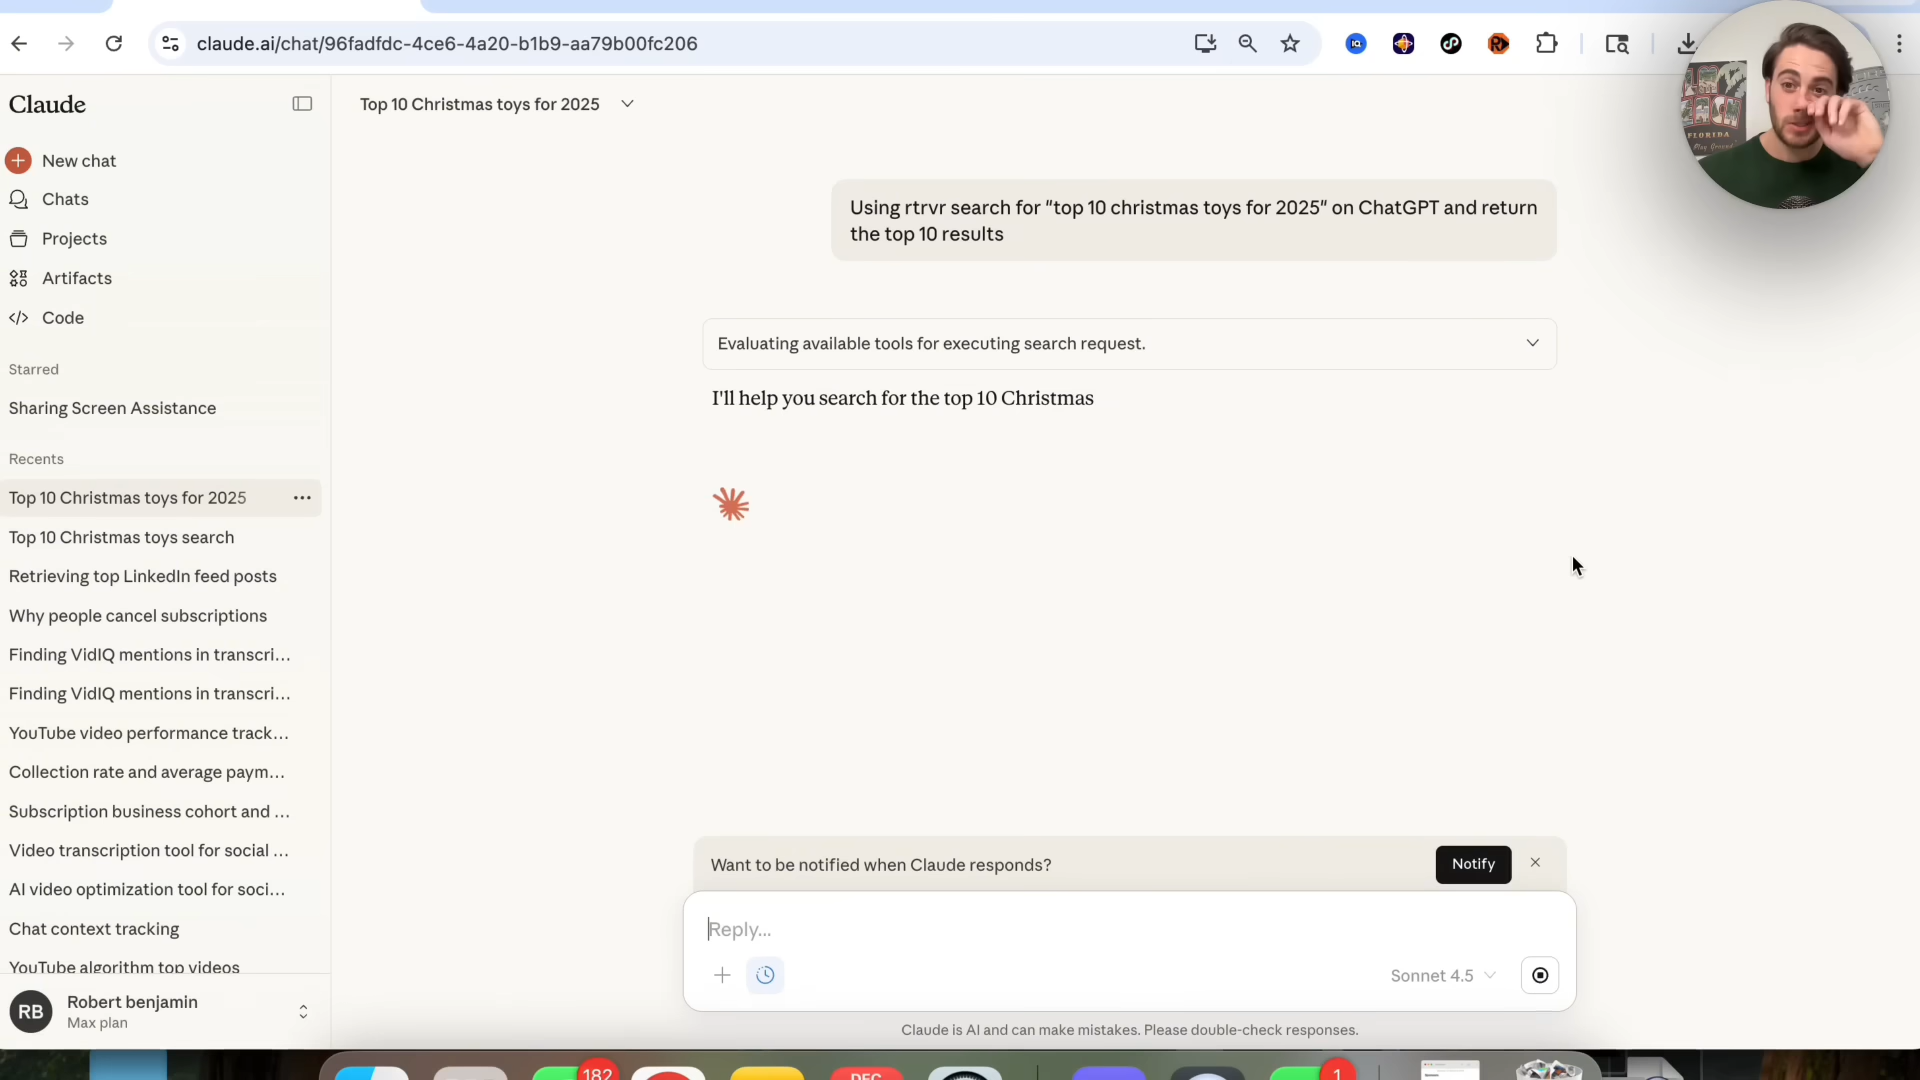 claude.ai/chat/96fadfdc-4ce6-4a20-b1b9-aa79b00fc206
Claude
Top 10 Christmas toys for 2025
New chat
Chats
Projects
Artifacts
Code
Starred
Sharing Screen Assistance
Recents
Top 10 Christmas toys for 2025
Top 10 Christmas toys search
Retrieving top LinkedIn feed posts
Why people cancel subscriptions
Finding VidIQ mentions in transcri...
Finding VidIQ mentions in transcri...
YouTube video performance track...
Collection rate and average paym...
Subscription business cohort and ...
Video transcription tool for social ...
AI video optimization tool for soci...
Chat context tracking
YouTube algorithm top videos
RB
Robert benjamin
Max plan
Using rtrvr search for "top 10 christmas toys for 2025" on ChatGPT and return
the top 10 results
Evaluating available tools for executing search request.
I'll help you search for the top 10 Christmas
Want to be notified when Claude responds?
Notify
Reply...
Sonnet 4.5
Claude is AI and can make mistakes. Please double-check responses.
FLORIDA
182
DEC
1